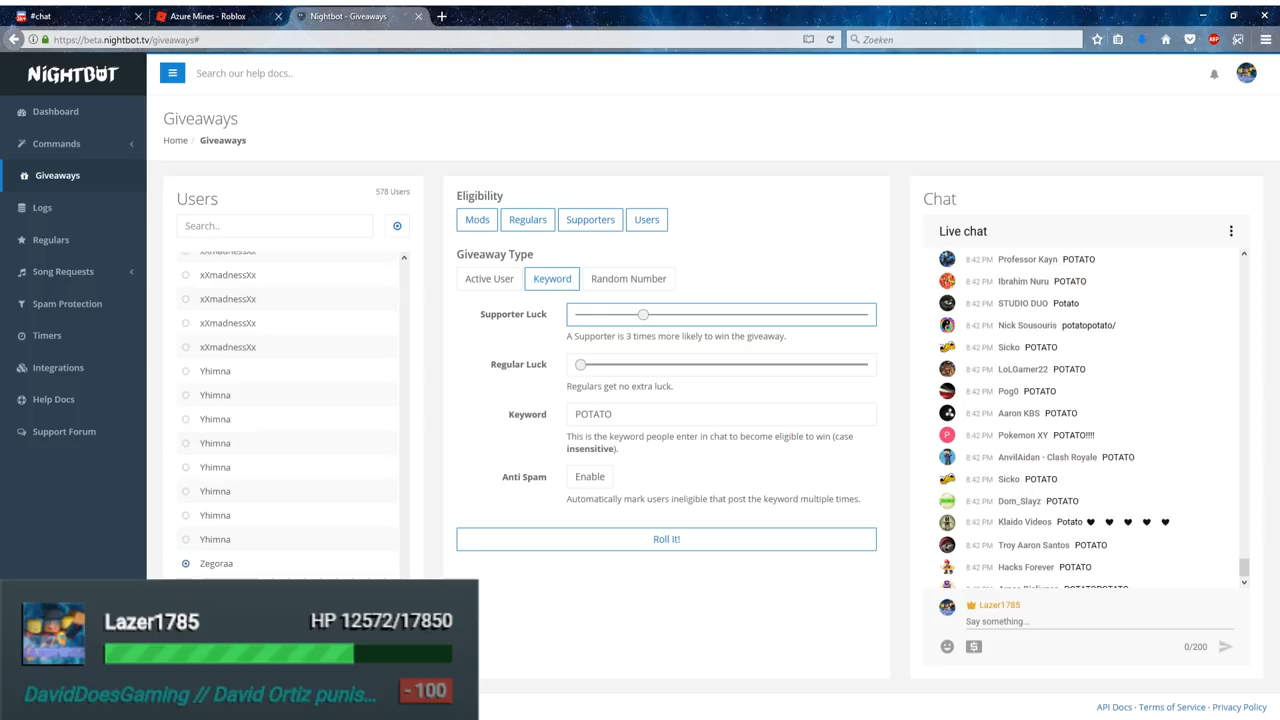 #chat
Azure Mines - Roblox
Nightbot - Giveaways
https://beta.nightbot.tv/giveaways#
Zoeken
NIGHTBOT
Search our help docs..
Dashboard
Commands
Giveaways
Logs
Regulars
Song Requests
Spam Protection
Timers
Integrations
Help Docs
Support Forum
Giveaways
Home / Giveaways
Users
578 Users
Search..
xXmadnessXx
xXmadnessXx
xXmadnessXx
xXmadnessXx
xXmadnessXx
Yhimna
Yhimna
Yhimna
Yhimna
Yhimna
Yhimna
Yhimna
Yhimna
Zegoraa
Eligibility
Mods Regulars Supporters Users
Giveaway Type
Active User Keyword Random Number
Supporter Luck
A Supporter is 3 times more likely to win the giveaway.
Regular Luck
Regulars get no extra luck.
Keyword POTATO
This is the keyword people enter in chat to become eligible to win (case
insensitive).
Anti Spam Enable
Automatically mark users ineligible that post the keyword multiple times.
Roll It!
Chat
Live chat
8:42 PM Professor Kayn POTATO
8:42 PM Ibrahim Nuru POTATO
8:42 PM STUDIO DUO Potato
8:42 PM Nick Sousouris potatopotato/
8:42 PM Sicko POTATO
8:42 PM LoLGamer22 POTATO
8:42 PM Pog0 POTATO
8:42 PM Aaron KBS POTATO
P 8:42 PM Pokemon XY POTATO!!!!
8:42 PM AnvilAidan - Clash Royale POTATO
8:42 PM Sicko POTATO
8:42 PM Dom_Slayz POTATO
8:42 PM Klaido Videos Potato ♥ ♥ ♥ ♥ ♥
8:42 PM Troy Aaron Santos POTATO
8:42 PM Hacks Forever POTATO
Lazer1785
Say something...
0/200
Lazer1785 HP 12572/17850
DavidDoesGaming // David Ortiz punis... - 100
API Docs · Terms of Service · Privacy Policy